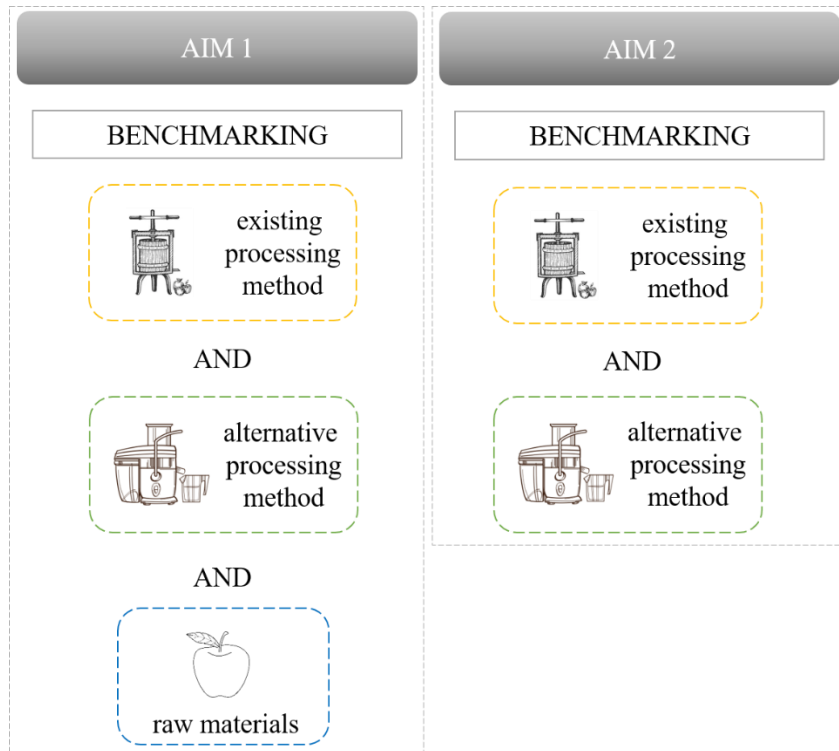 AIM 1
BENCHMARKING
existing
processing
method
AND
alternative
processing
method
AND
raw materials
AIM 2
BENCHMARKING
existing
processing
method
AND
alternative
processing
method